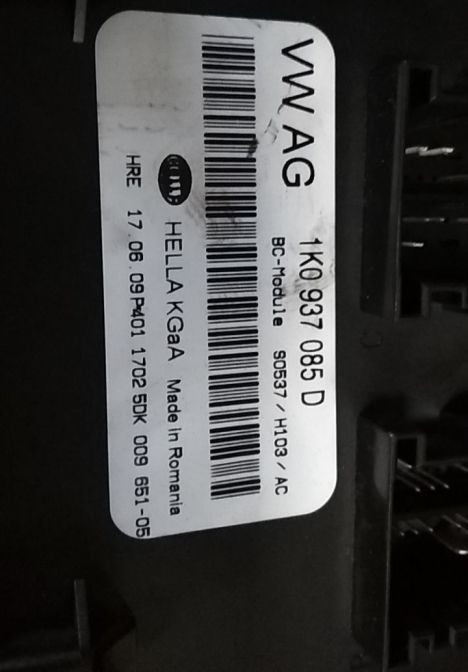 VW AG 1K0 937 085 D
BC-Module S0537 / H103 / AC
HELLA KGaA Made in Romania
HRE 17.06.09 P401 1702 5DK 009 651-05